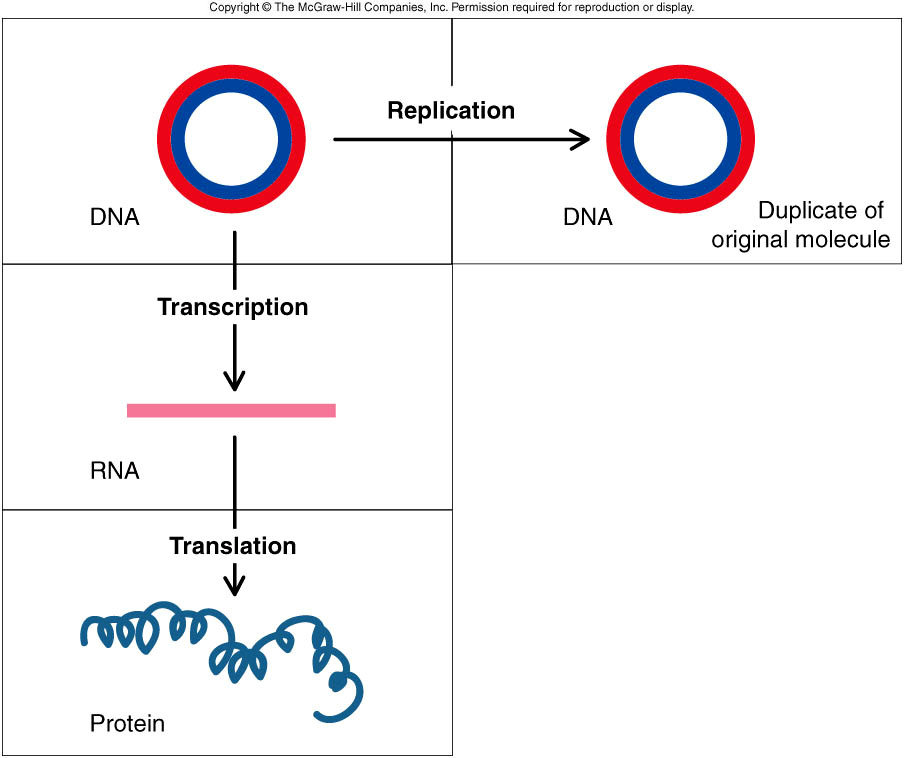 Copyright © The McGraw-Hill Companies, Inc. Permission required for reproduction or display.
Replication
DNA
DNA
Duplicate of
original molecule
Transcription
RNA
Translation
Protein